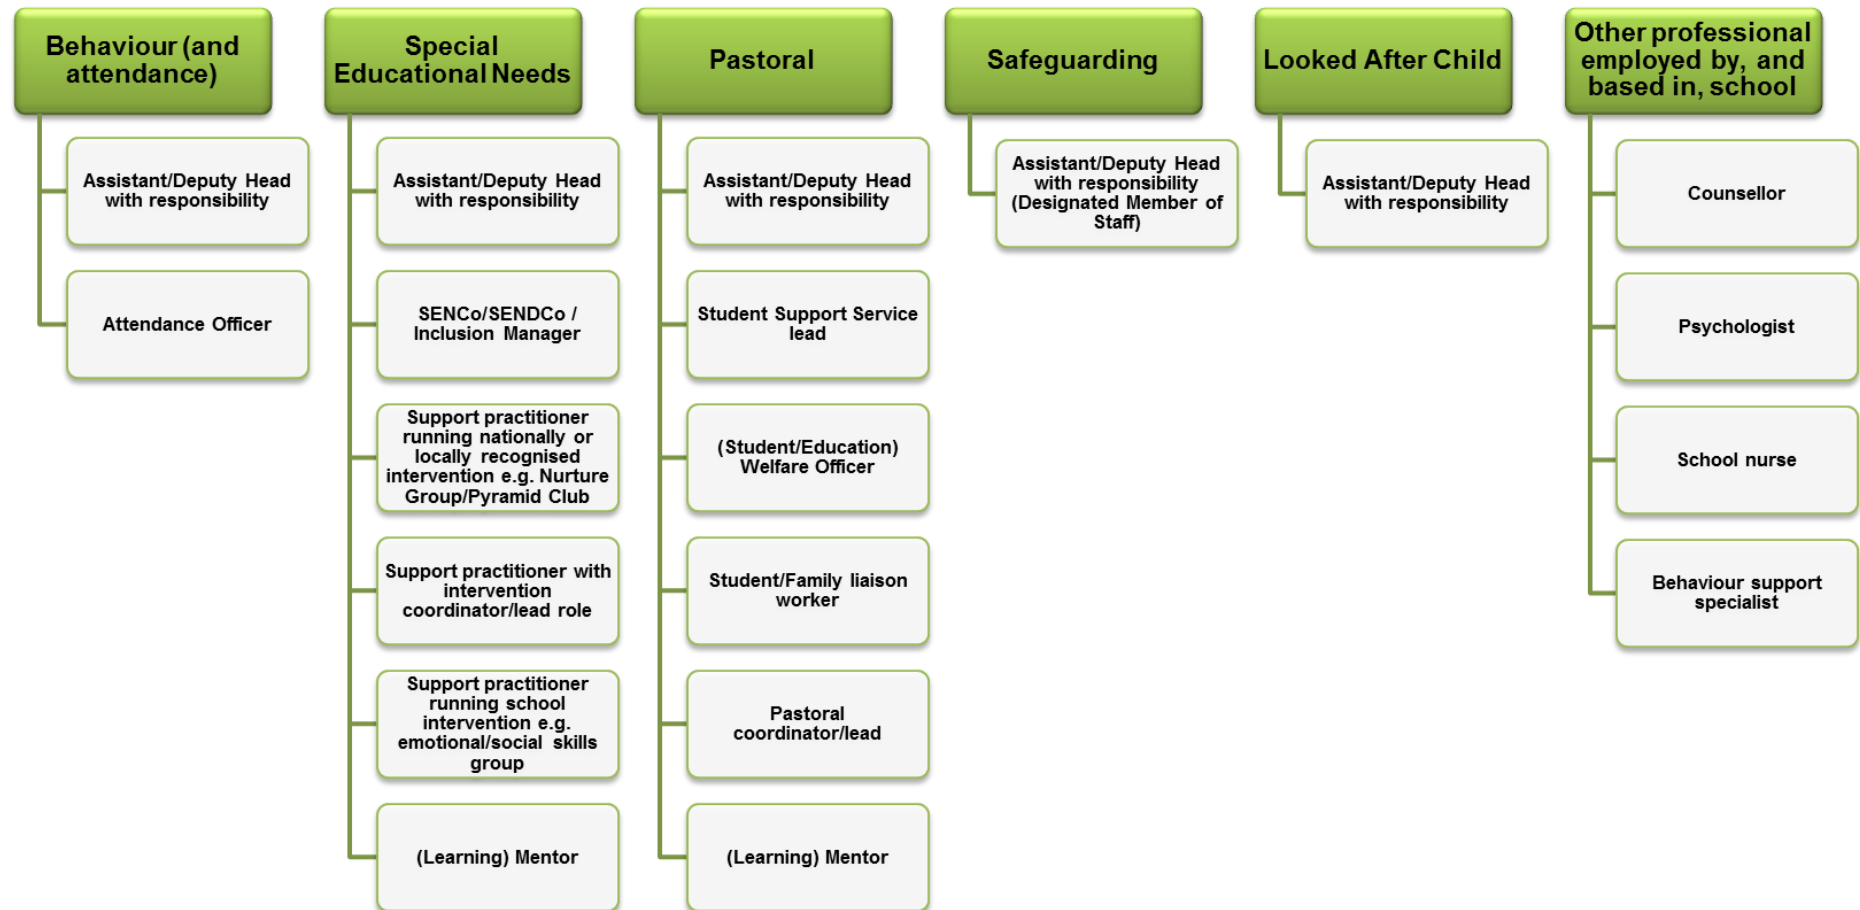 Behaviour (and
attendance)
Assistant/Deputy Head
with responsibility
Attendance Officer
Special
Educational Needs
Assistant/Deputy Head
with responsibility
SENCo/SENDCo /
Inclusion Manager
Support practitioner
running nationally or
locally recognised
intervention e.g. Nurture
Group/Pyramid Club
Support practitioner with
intervention
coordinator/lead role
Support practitioner
running school
intervention e.g.
emotional/social skills
group
(Learning) Mentor
Pastoral
Assistant/Deputy Head
with responsibility
Student Support Service
lead
(Student/Education)
Welfare Officer
Student/Family liaison
worker
Pastoral
coordinator/lead
(Learning) Mentor
Safeguarding
Assistant/Deputy Head
with responsibility
(Designated Member of
Staff)
Looked After Child
Assistant/Deputy Head
with responsibility
Other professional
employed by, and
based in, school
Counsellor
Psychologist
School nurse
Behaviour support
specialist